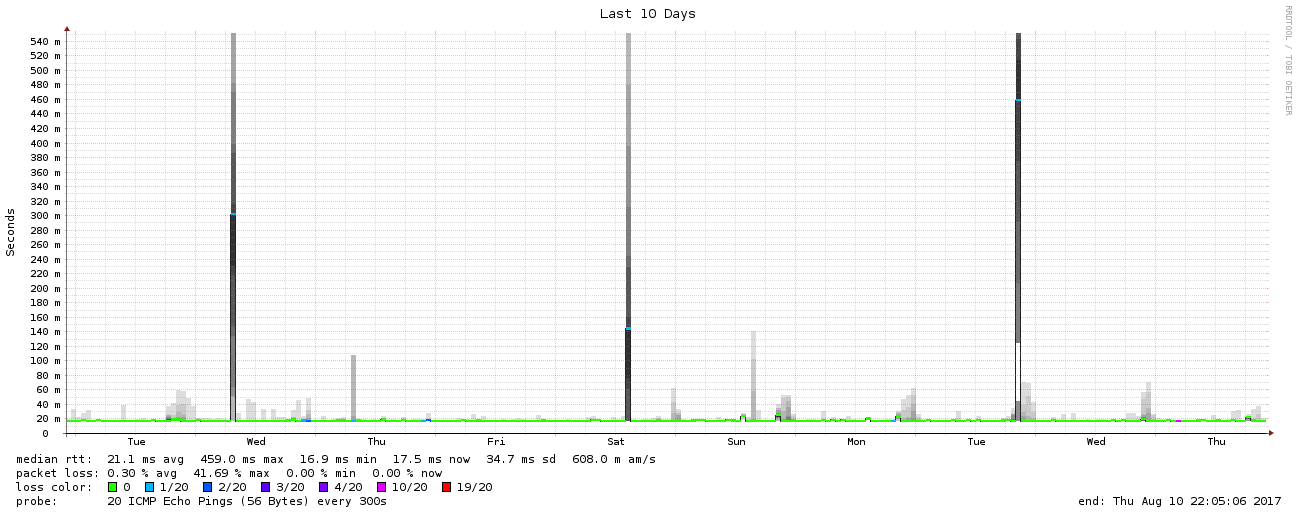 Last 10 Days
RRDTOOL / TOBI OETIKER
Seconds
540 m
520 m
500 m
480 m
460 m
440 m
420 m
400 m
380 m
360 m
340 m
320 m
300 m
280 m
260 m
240 m
220 m
200 m
180 m
160 m
140 m
120 m
100 m
80 m
60 m
40 m
20 m
0
Tue Wed Thu Fri Sat Sun Mon Tue Wed Thu
median rtt: 21.1 ms avg 459.0 ms max 16.9 ms min 17.5 ms now 34.7 ms sd 608.0 m am/s
packet loss: 0.30 % avg 41.69 % max 0.00 % min 0.00 % now
loss color: 0 1/20 2/20 3/20 4/20 10/20 19/20
probe: 20 ICMP Echo Pings (56 Bytes) every 300s end: Thu Aug 10 22:05:06 2017